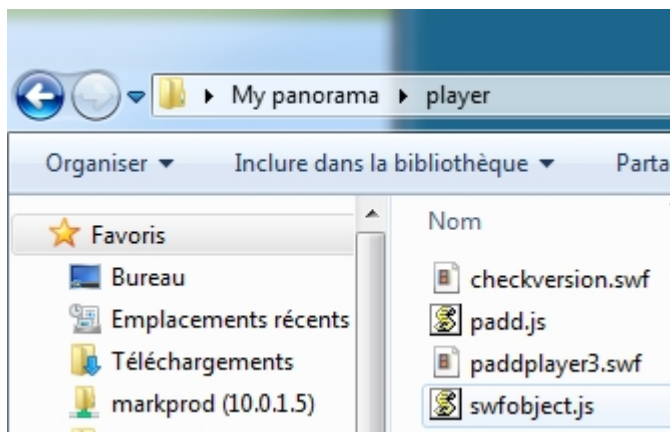 My panorama player
Organiser Inclure dans la bibliothèque Parta
Favoris
Bureau
Emplacements récents
Téléchargements
markprod (10.0.1.5)
Nom
checkversion.swf
padd.js
paddplayer3.swf
swfobject.js